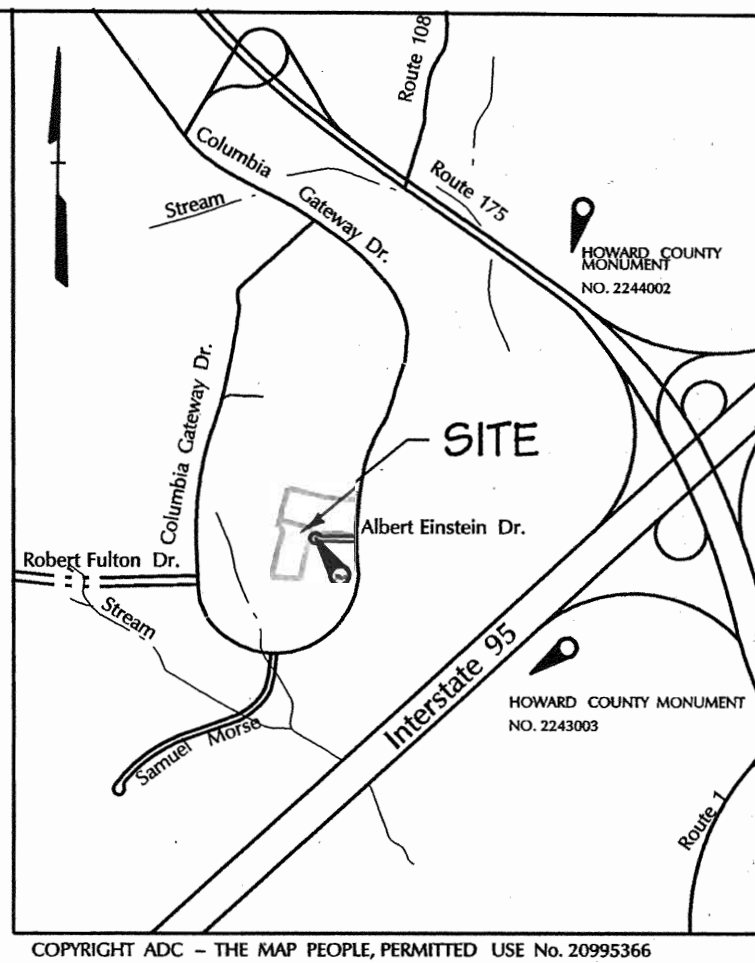 Route 108
Columbia
Gateway Dr.
Route 175
Stream
HOWARD COUNTY
MONUMENT
NO. 2244002
Columbia Gateway Dr.
SITE
Albert Einstein Dr.
Robert Fulton Dr.
Stream
Interstate 95
HOWARD COUNTY MONUMENT
NO. 2243003
Samuel Morse
Route 1
COPYRIGHT ADC – THE MAP PEOPLE, PERMITTED USE No. 20995366